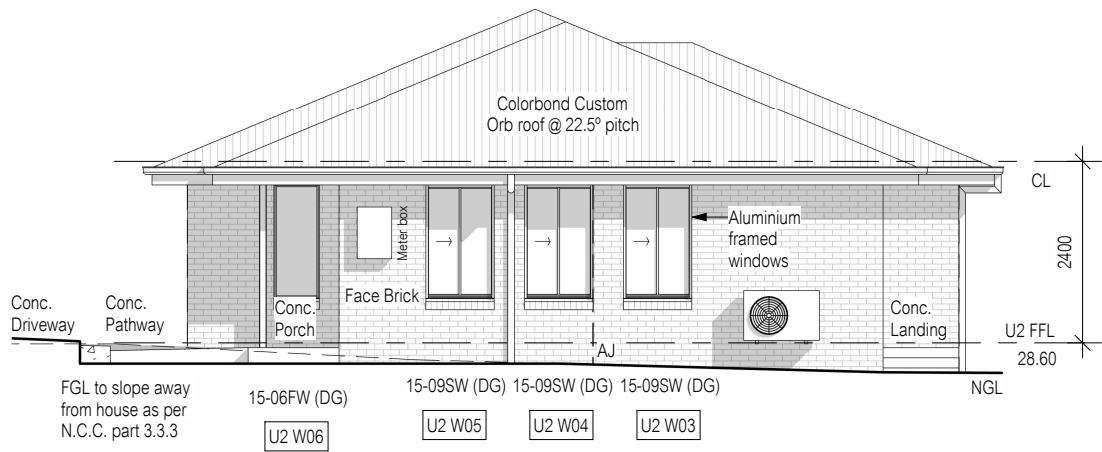 Colorbond Custom
Orb roof @ 22.5º pitch
CL
2400
Meter box
Aluminium
framed
windows
Face Brick
Conc.
Driveway
Conc.
Pathway
Conc.
Porch
Conc.
Landing
AJ
U2 FFL
28.60
NGL
FGL to slope away
from house as per
N.C.C. part 3.3.3
15-06FW (DG)
U2 W06
15-09SW (DG)
U2 W05
15-09SW (DG)
U2 W04
15-09SW (DG)
U2 W03